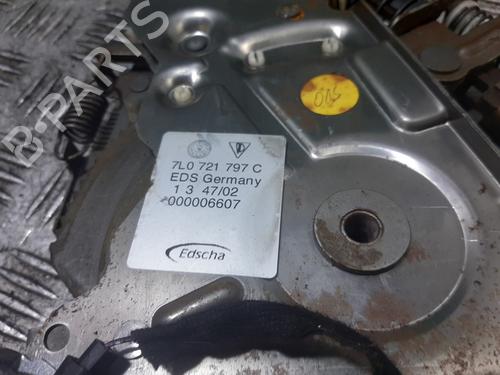 7L0 721 797 C
EDS Germany
1 3 47/02
000006607
Edscha
B-PARTS